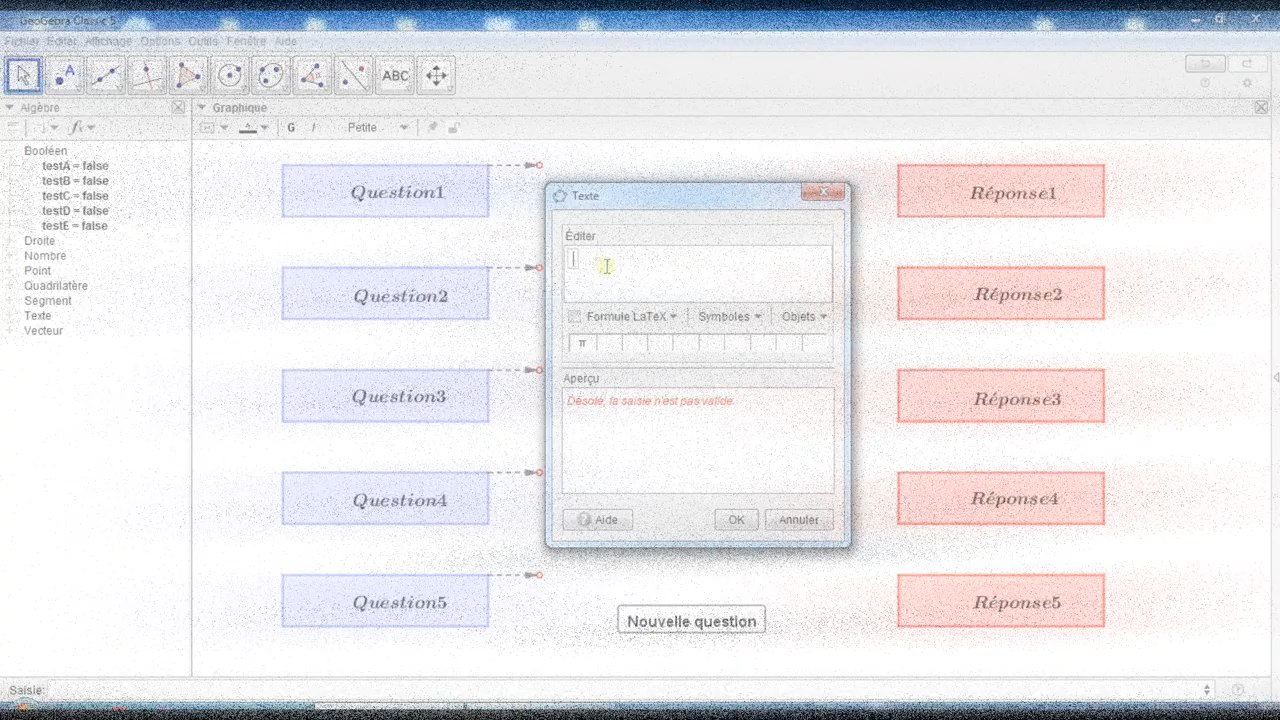 GeoGebra Classic 5
Fichier Éditer Affichage Options Outils Fenêtre Aide
A
ABC
Algèbre
Graphique
G I Petite
Booléen
testA = false
testB = false
testC = false
testD = false
testE = false
Droite
Nombre
Point
Quadrilatère
Segment
Texte
Vecteur
Question1
Question2
Question3
Question4
Question5
Texte
Éditer
Formule LaTeX Symboles Objets
π
Aperçu
Désolé, la saisie n'est pas valide
Aide OK Annuler
Nouvelle question
Réponse1
Réponse2
Réponse3
Réponse4
Réponse5
Saisie: